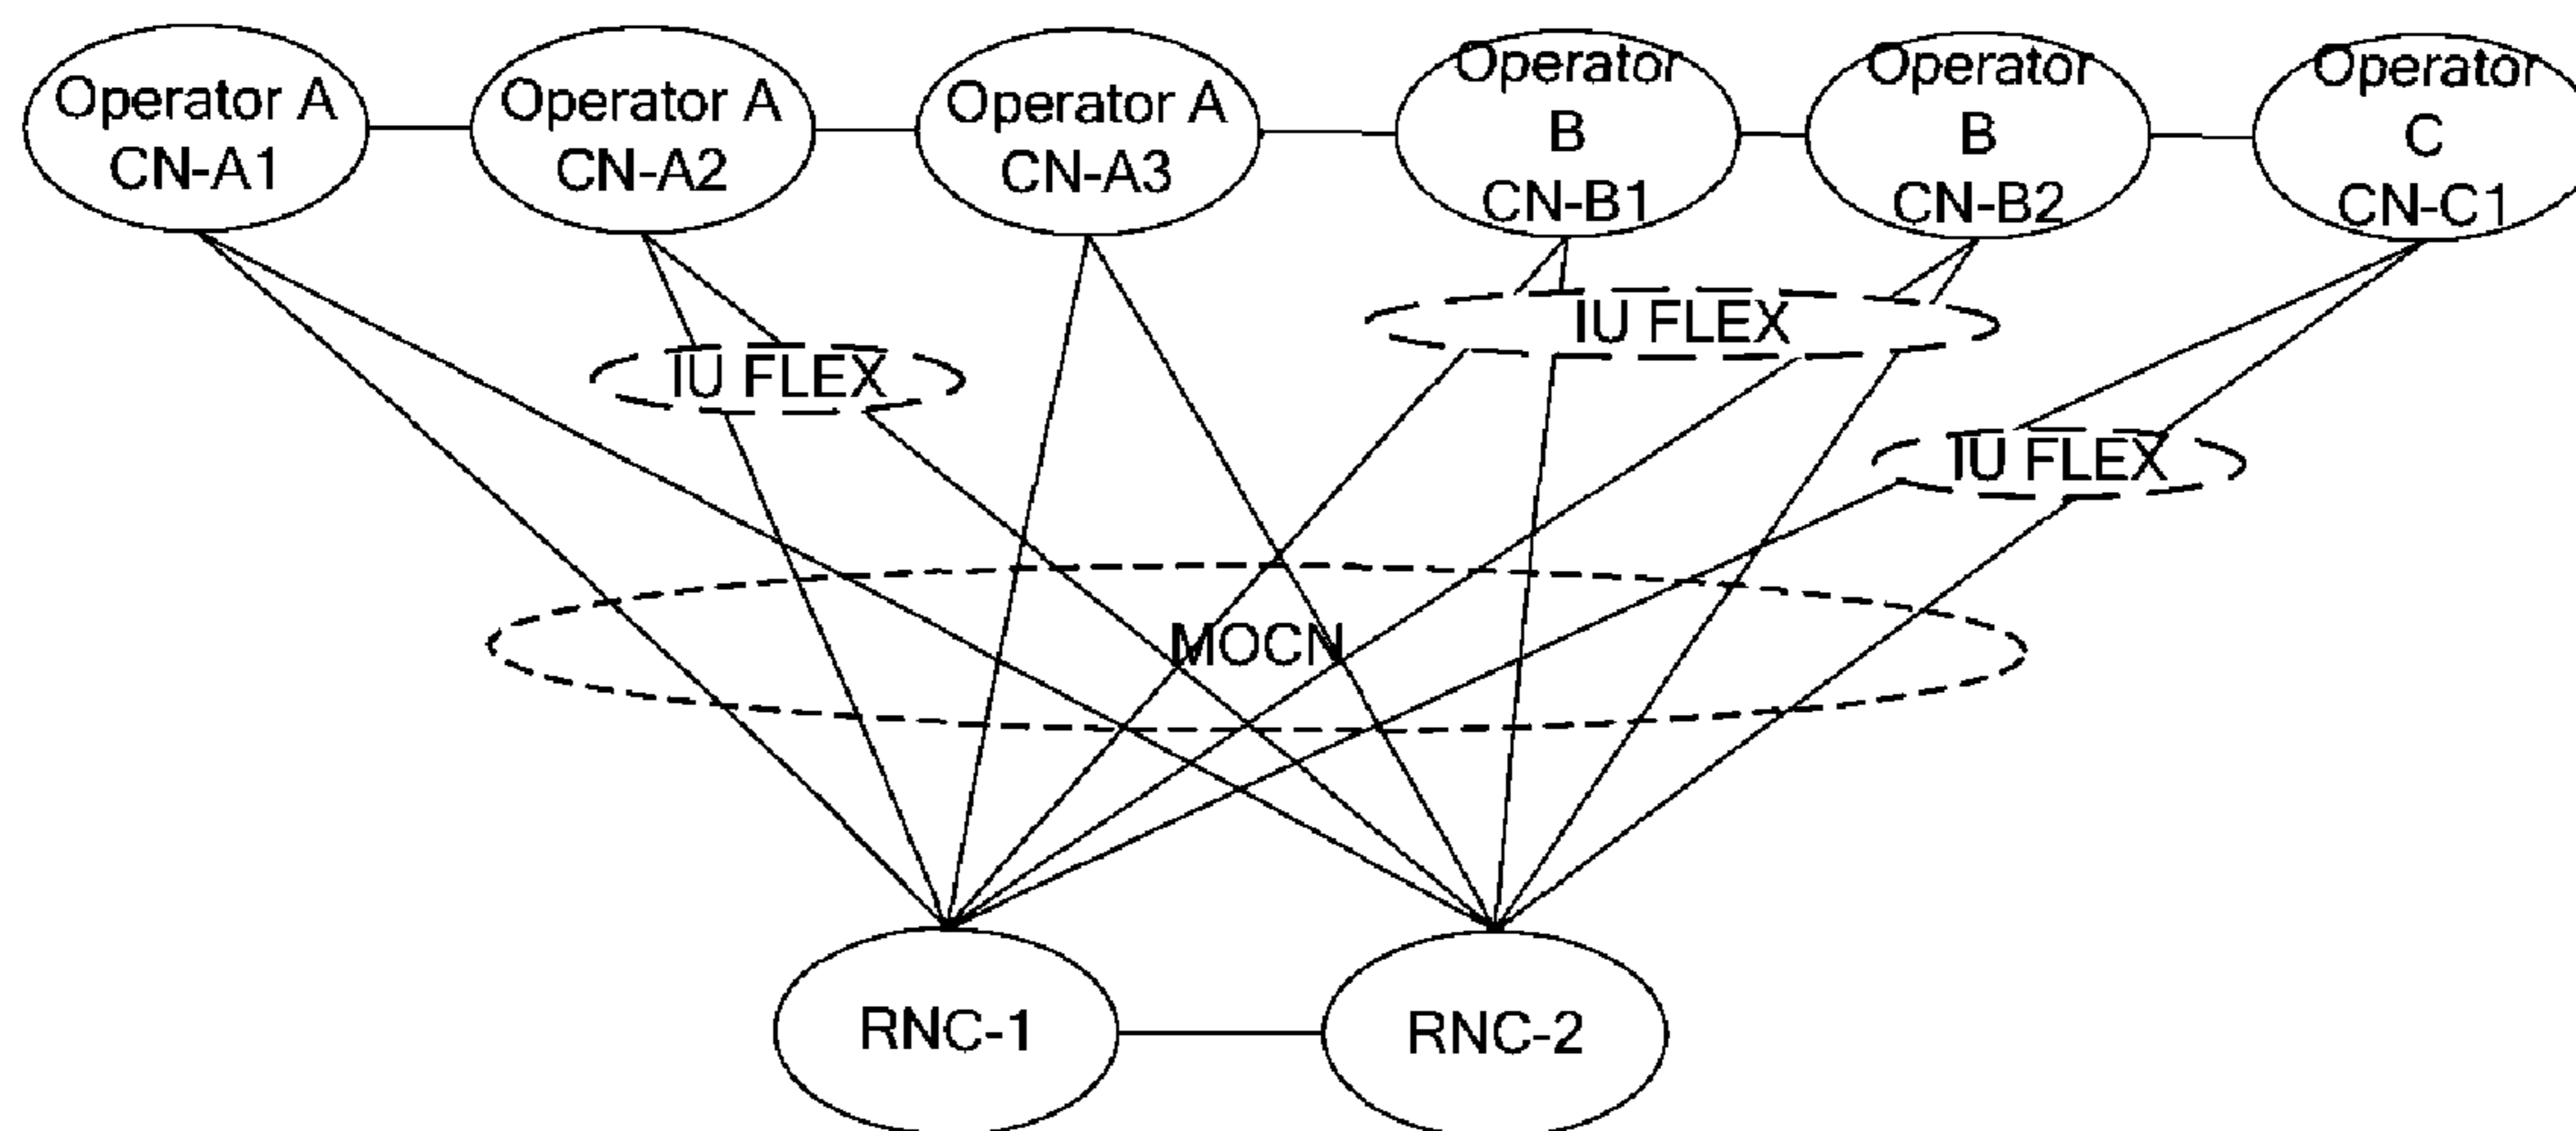 Operator A
CN-A1
Operator A
CN-A2
Operator A
CN-A3
Operator
B
CN-B1
Operator
B
CN-B2
Operator
C
CN-C1
IU FLEX
IU FLEX
IU FLEX
MOCN
RNC-1
RNC-2